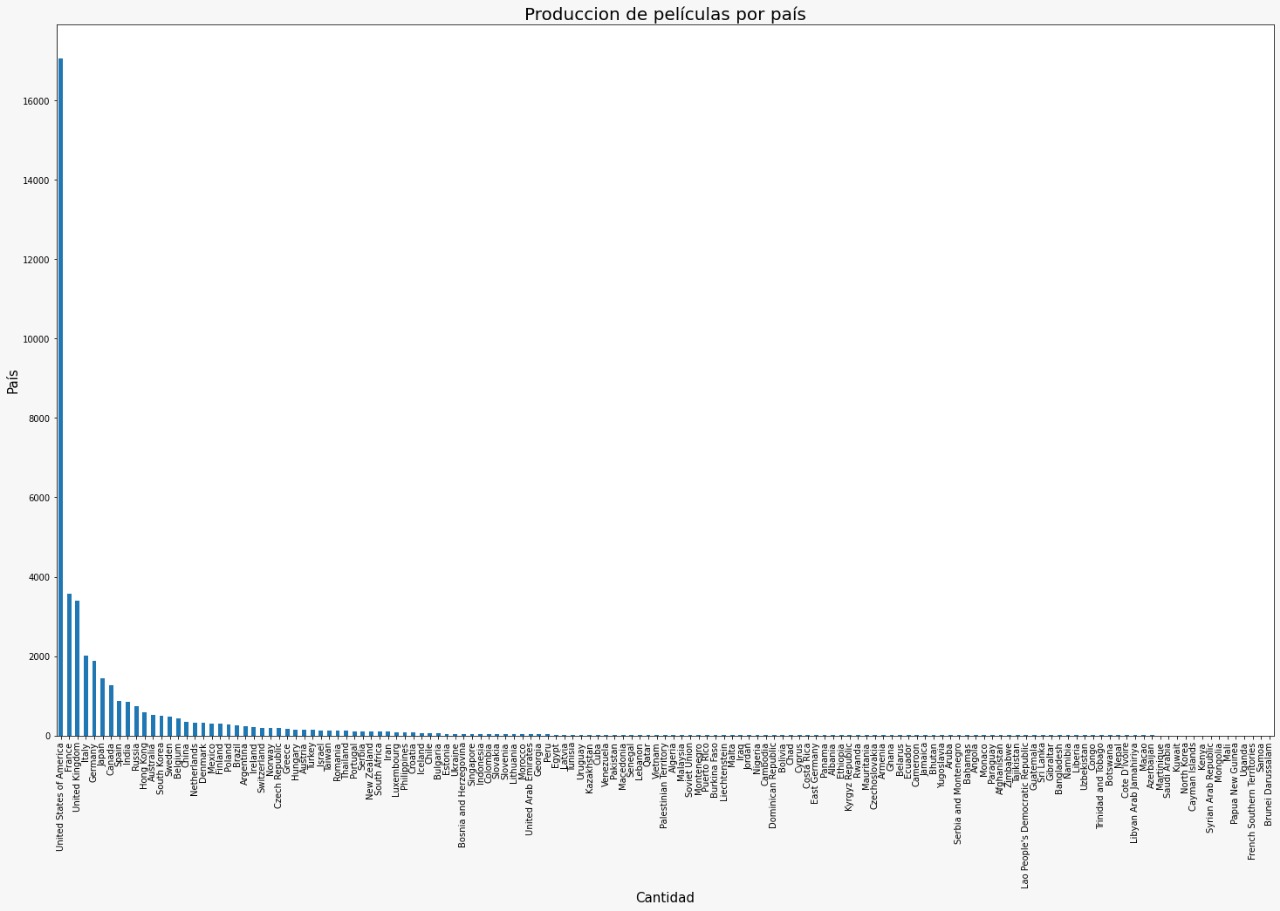 Produccion de películas por país
País
16000
14000
12000
10000
8000
6000
4000
2000
0
United States of America
France
United Kingdom
Italy
Germany
Japan
Canada
Spain
India
Russia
Hong Kong
Australia
South Korea
Sweden
Belgium
China
Netherlands
Denmark
Mexico
Finland
Poland
Brazil
Argentina
Ireland
Switzerland
Norway
Czech Republic
Greece
Hungary
Austria
Turkey
Israel
Taiwan
Romania
Thailand
Portugal
Serbia
New Zealand
South Africa
Iran
Luxembourg
Philippines
Croatia
Iceland
Chile
Bulgaria
Estonia
Ukraine
Bosnia and Herzegovina
Singapore
Indonesia
Colombia
Slovakia
Slovenia
Lithuania
Morocco
United Arab Emirates
Georgia
Peru
Egypt
Latvia
Tunisia
Uruguay
Kazakhstan
Cuba
Venezuela
Pakistan
Macedonia
Senegal
Lebanon
Qatar
Vietnam
Palestinian Territory
Algeria
Malaysia
Soviet Union
Montenegro
Puerto Rico
Burkina Faso
Liechtenstein
Malta
Iraq
Jordan
Nigeria
Cambodia
Dominican Republic
Bolivia
Chad
Cyprus
Costa Rica
East Germany
Panama
Albania
Ethiopia
Kyrgyz Republic
Rwanda
Mauritania
Czechoslovakia
Armenia
Ghana
Belarus
Ecuador
Cameroon
Jamaica
Bhutan
Yugoslavia
Aruba
Serbia and Montenegro
Bahamas
Angola
Monaco
Paraguay
Afghanistan
Zimbabwe
Tajikistan
Lao People's Democratic Republic
Guatemala
Sri Lanka
Gibraltar
Bangladesh
Namibia
Liberia
Uzbekistan
Congo
Trinidad and Tobago
Botswana
Nepal
Cote D'Ivoire
Libyan Arab Jamahiriya
Macao
Azerbaijan
Martinique
Saudi Arabia
Kuwait
North Korea
Cayman Islands
Kenya
Syrian Arab Republic
Mongolia
Mali
Papua New Guinea
Uganda
French Southern Territories
Samoa
Brunei Darussalam
Cantidad